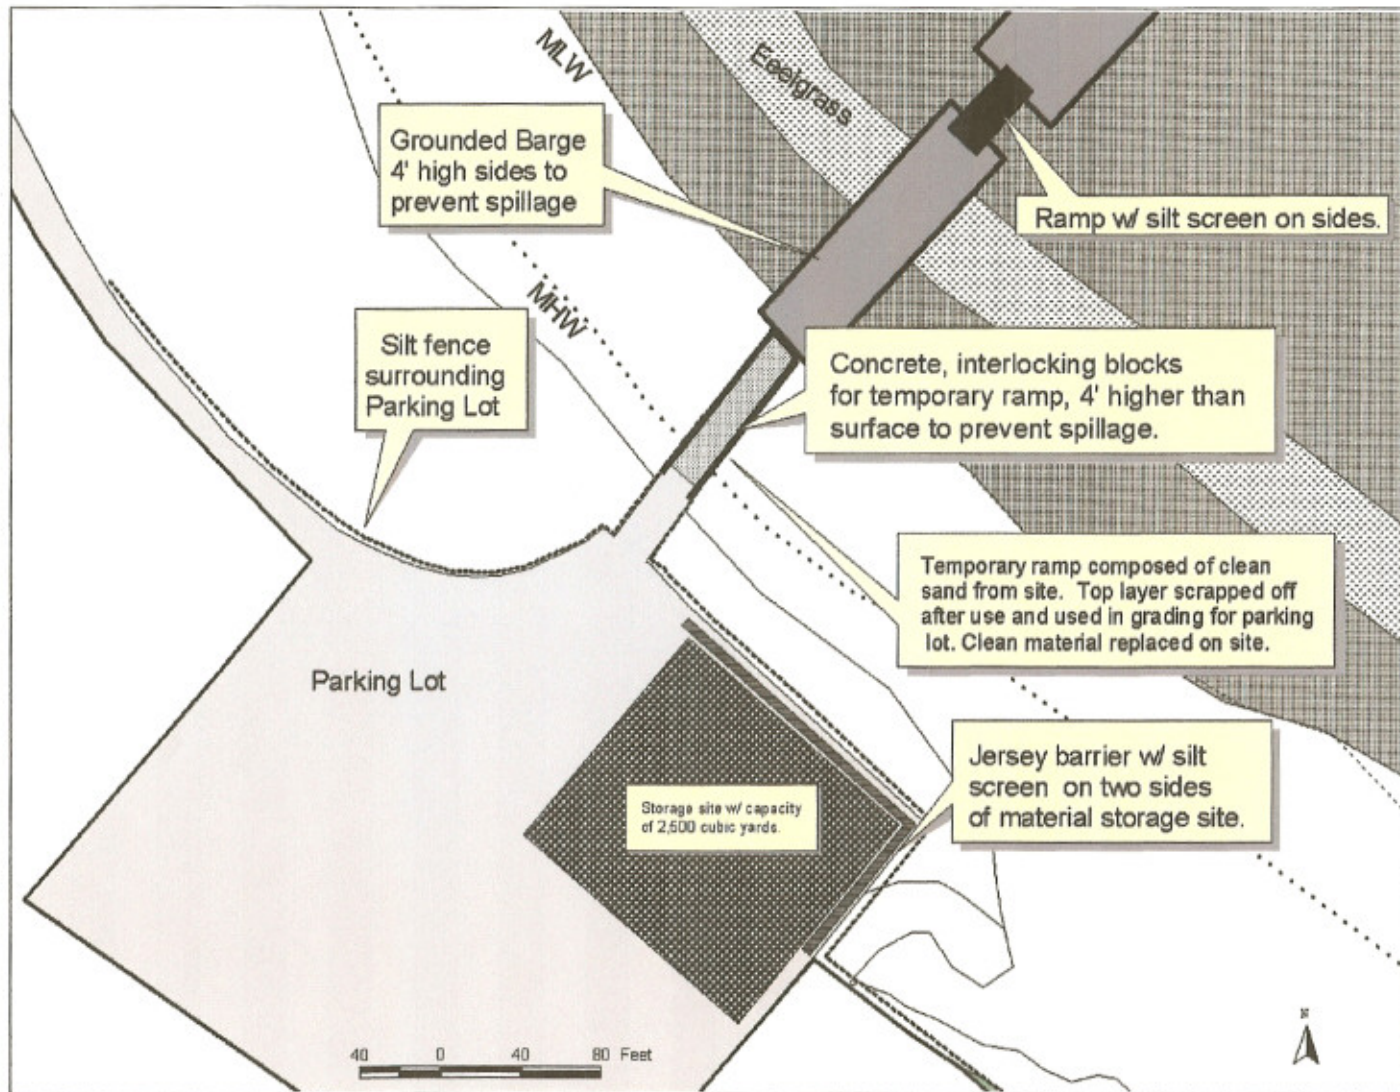 MLW
Eeelgrass
Grounded Barge
4' high sides to
prevent spillage
Ramp w/ silt screen on sides.
MHW
Silt fence
surrounding
Parking Lot
Concrete, interlocking blocks
for temporary ramp, 4' higher than
surface to prevent spillage.
Temporary ramp composed of clean
sand from site. Top layer scrapped off
after use and used in grading for parking
lot. Clean material replaced on site.
Parking Lot
Jersey barrier w/ silt
screen on two sides
of material storage site.
Storage site w/ capacity
of 2,500 cubic yards.
N
40 0 40 80 Feet